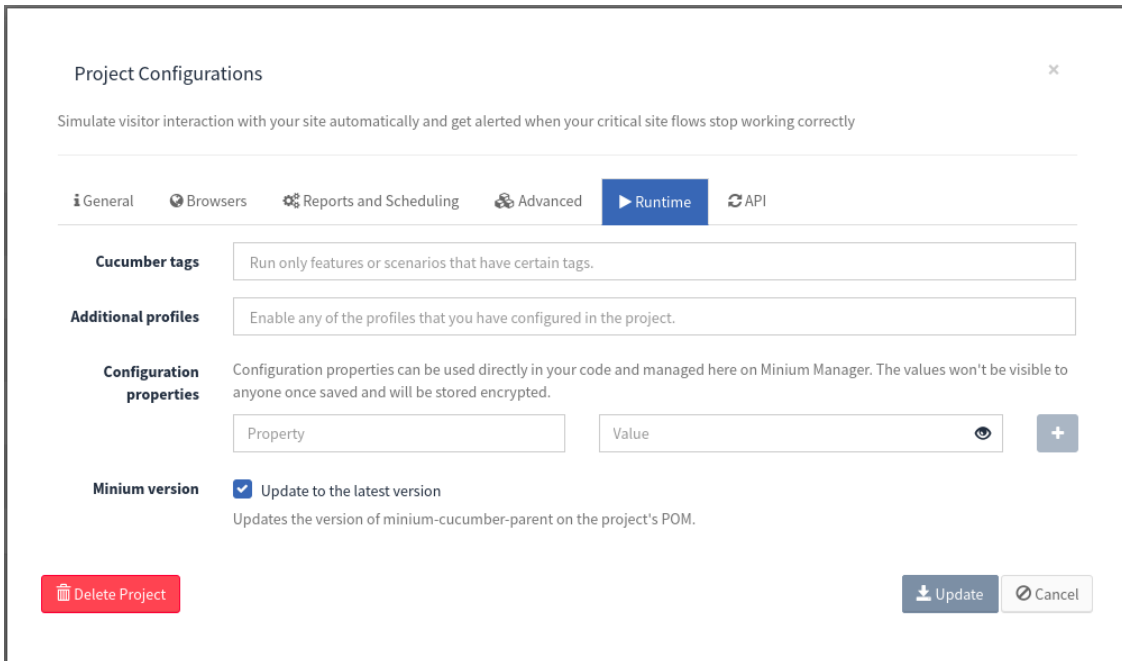 Project Configurations
×
Simulate visitor interaction with your site automatically and get alerted when your critical site flows stop working correctly
General Browsers Reports and Scheduling Advanced Runtime API
Cucumber tags Run only features or scenarios that have certain tags.
Additional profiles Enable any of the profiles that you have configured in the project.
Configuration properties
Configuration properties can be used directly in your code and managed here on Minium Manager. The values won't be visible to
anyone once saved and will be stored encrypted.
Property Value +
Minium version Update to the latest version
Updates the version of minium-cucumber-parent on the project's POM.
Delete Project Update Cancel